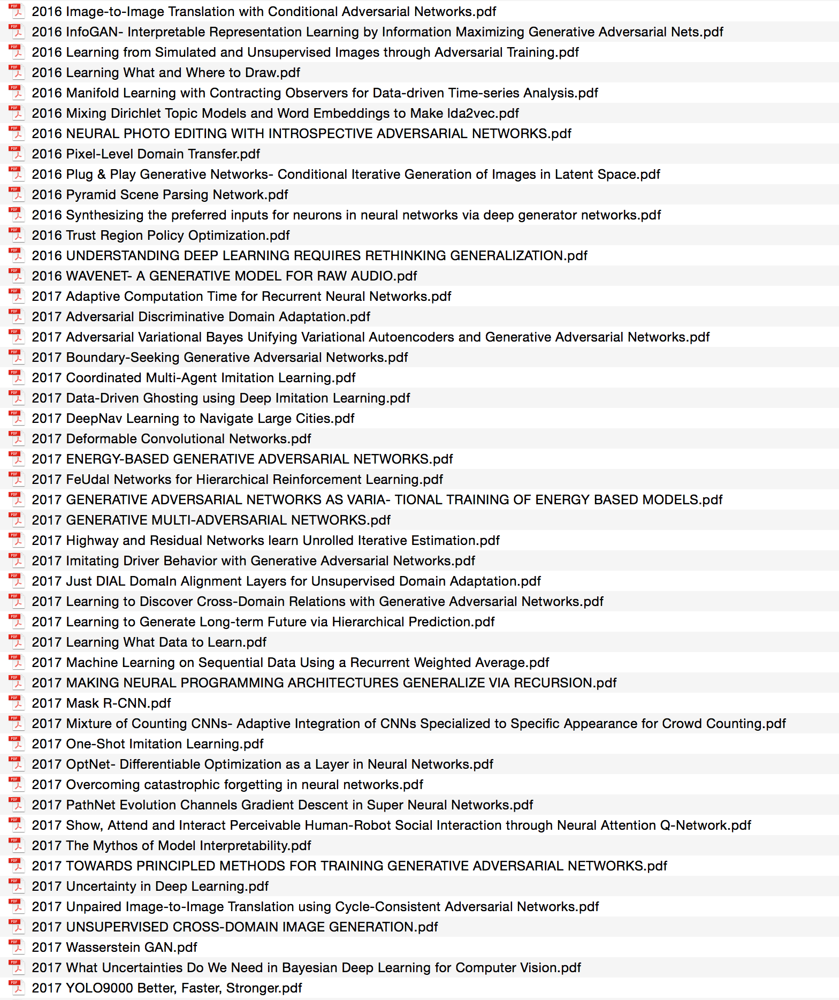 2016 Image-to-Image Translation with Conditional Adversarial Networks.pdf
2016 InfoGAN- Interpretable Representation Learning by Information Maximizing Generative Adversarial Nets.pdf
2016 Learning from Simulated and Unsupervised Images through Adversarial Training.pdf
2016 Learning What and Where to Draw.pdf
2016 Manifold Learning with Contracting Observers for Data-driven Time-series Analysis.pdf
2016 Mixing Dirichlet Topic Models and Word Embeddings to Make lda2vec.pdf
2016 NEURAL PHOTO EDITING WITH INTROSPECTIVE ADVERSARIAL NETWORKS.pdf
2016 Pixel-Level Domain Transfer.pdf
2016 Plug & Play Generative Networks- Conditional Iterative Generation of Images in Latent Space.pdf
2016 Pyramid Scene Parsing Network.pdf
2016 Synthesizing the preferred inputs for neurons in neural networks via deep generator networks.pdf
2016 Trust Region Policy Optimization.pdf
2016 UNDERSTANDING DEEP LEARNING REQUIRES RETHINKING GENERALIZATION.pdf
2016 WAVENET- A GENERATIVE MODEL FOR RAW AUDIO.pdf
2017 Adaptive Computation Time for Recurrent Neural Networks.pdf
2017 Adversarial Discriminative Domain Adaptation.pdf
2017 Adversarial Variational Bayes Unifying Variational Autoencoders and Generative Adversarial Networks.pdf
2017 Boundary-Seeking Generative Adversarial Networks.pdf
2017 Coordinated Multi-Agent Imitation Learning.pdf
2017 Data-Driven Ghosting using Deep Imitation Learning.pdf
2017 DeepNav Learning to Navigate Large Cities.pdf
2017 Deformable Convolutional Networks.pdf
2017 ENERGY-BASED GENERATIVE ADVERSARIAL NETWORKS.pdf
2017 FeUdal Networks for Hierarchical Reinforcement Learning.pdf
2017 GENERATIVE ADVERSARIAL NETWORKS AS VARIA- TIONAL TRAINING OF ENERGY BASED MODELS.pdf
2017 GENERATIVE MULTI-ADVERSARIAL NETWORKS.pdf
2017 Highway and Residual Networks learn Unrolled Iterative Estimation.pdf
2017 Imitating Driver Behavior with Generative Adversarial Networks.pdf
2017 Just DIAL DomaIn Alignment Layers for Unsupervised Domain Adaptation.pdf
2017 Learning to Discover Cross-Domain Relations with Generative Adversarial Networks.pdf
2017 Learning to Generate Long-term Future via Hierarchical Prediction.pdf
2017 Learning What Data to Learn.pdf
2017 Machine Learning on Sequential Data Using a Recurrent Weighted Average.pdf
2017 MAKING NEURAL PROGRAMMING ARCHITECTURES GENERALIZE VIA RECURSION.pdf
2017 Mask R-CNN.pdf
2017 Mixture of Counting CNNs- Adaptive Integration of CNNs Specialized to Specific Appearance for Crowd Counting.pdf
2017 One-Shot Imitation Learning.pdf
2017 OptNet- Differentiable Optimization as a Layer in Neural Networks.pdf
2017 Overcoming catastrophic forgetting in neural networks.pdf
2017 PathNet Evolution Channels Gradient Descent in Super Neural Networks.pdf
2017 Show, Attend and Interact Perceivable Human-Robot Social Interaction through Neural Attention Q-Network.pdf
2017 The Mythos of Model Interpretability.pdf
2017 TOWARDS PRINCIPLED METHODS FOR TRAINING GENERATIVE ADVERSARIAL NETWORKS.pdf
2017 Uncertainty in Deep Learning.pdf
2017 Unpaired Image-to-Image Translation using Cycle-Consistent Adversarial Networks.pdf
2017 UNSUPERVISED CROSS-DOMAIN IMAGE GENERATION.pdf
2017 Wasserstein GAN.pdf
2017 What Uncertainties Do We Need in Bayesian Deep Learning for Computer Vision.pdf
2017 YOLO9000 Better, Faster, Stronger.pdf